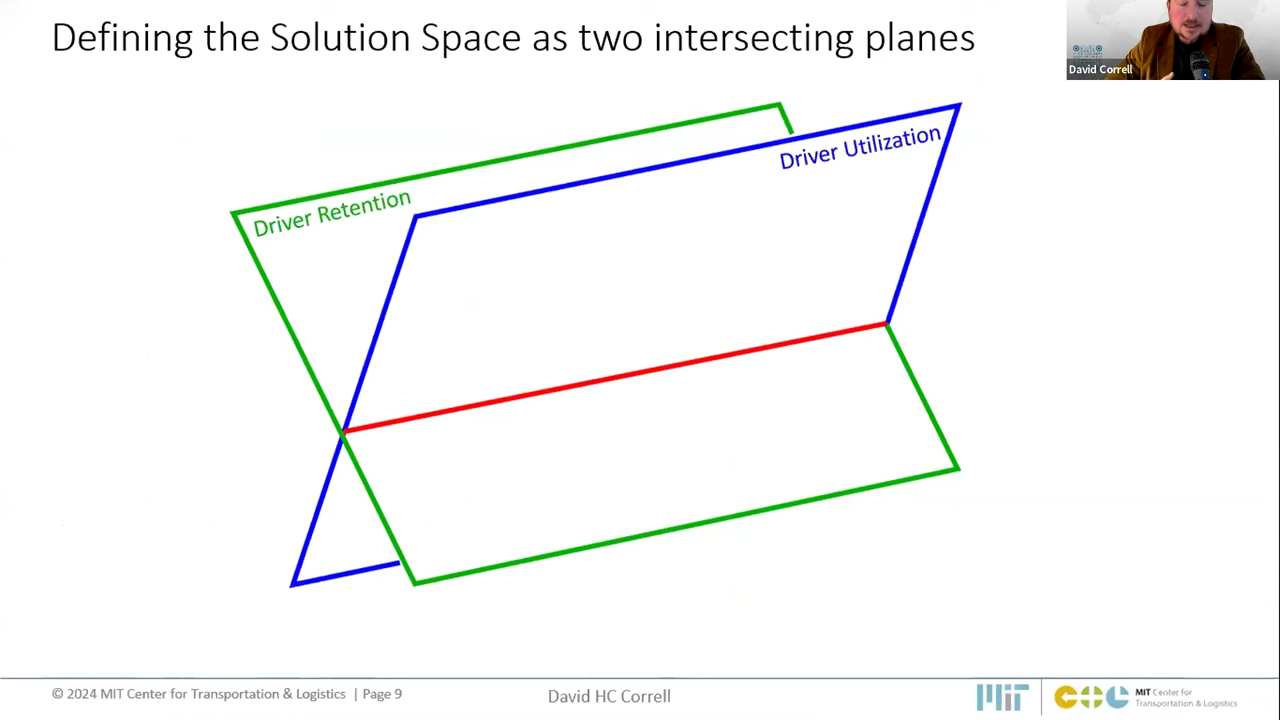 Defining the Solution Space as two intersecting planes
David Correll
Driver Retention
Driver Utilization
© 2024 MIT Center for Transportation & Logistics | Page 9
David HC Correll
MIT
MIT Center for
Transportation & Logistics